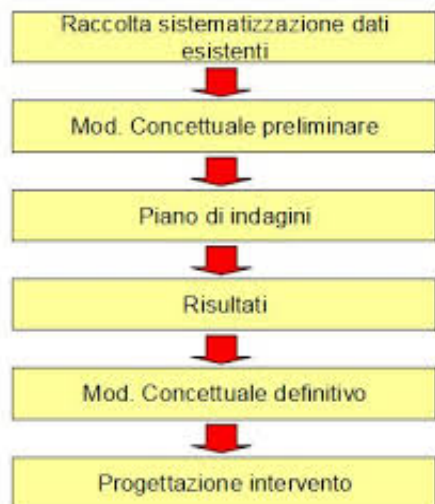 Raccolta sistematizzazione dati
esistenti
Mod. Concettuale preliminare
Piano di indagini
Risultati
Mod. Concettuale definitivo
Progettazione intervento